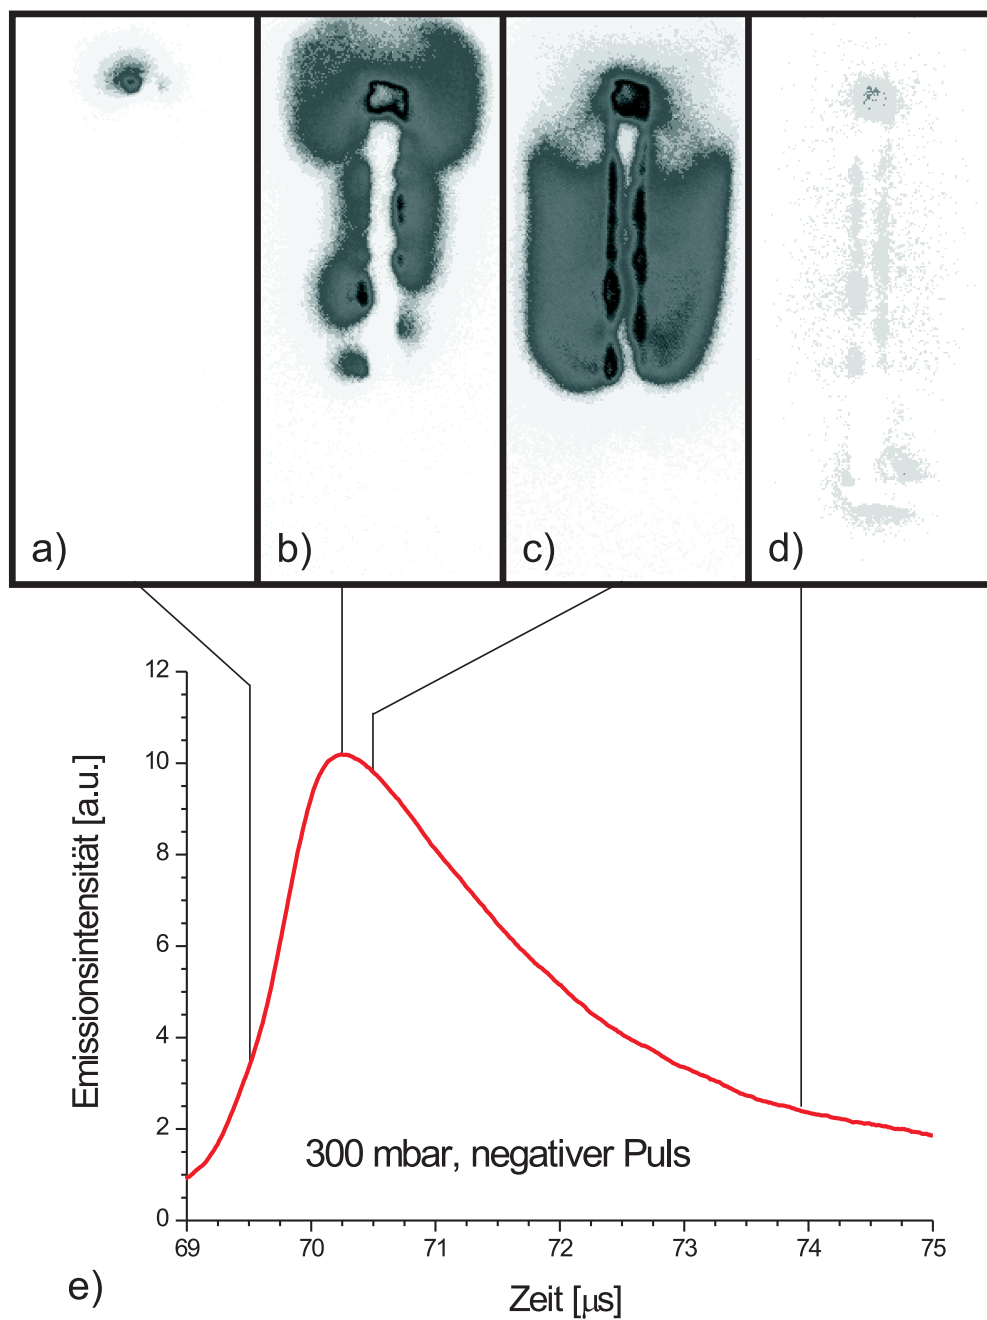 a)
b)
c)
d)
12
10
8
6
4
2
0
Emissionsintensität [a.u.]
300 mbar, negativer Puls
69
70
71
72
73
74
75
e)
Zeit [µs]